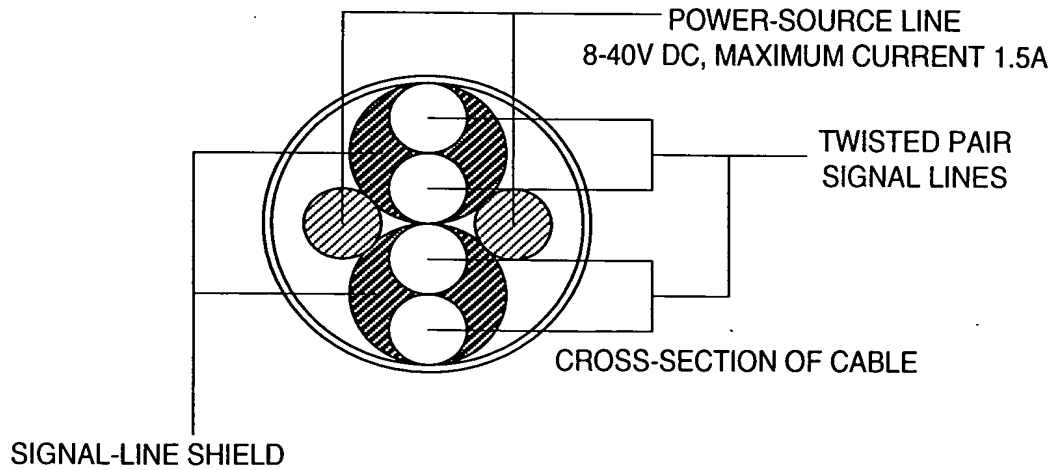 POWER-SOURCE LINE
8-40V DC, MAXIMUM CURRENT 1.5A
TWISTED PAIR
SIGNAL LINES
CROSS-SECTION OF CABLE
SIGNAL-LINE SHIELD